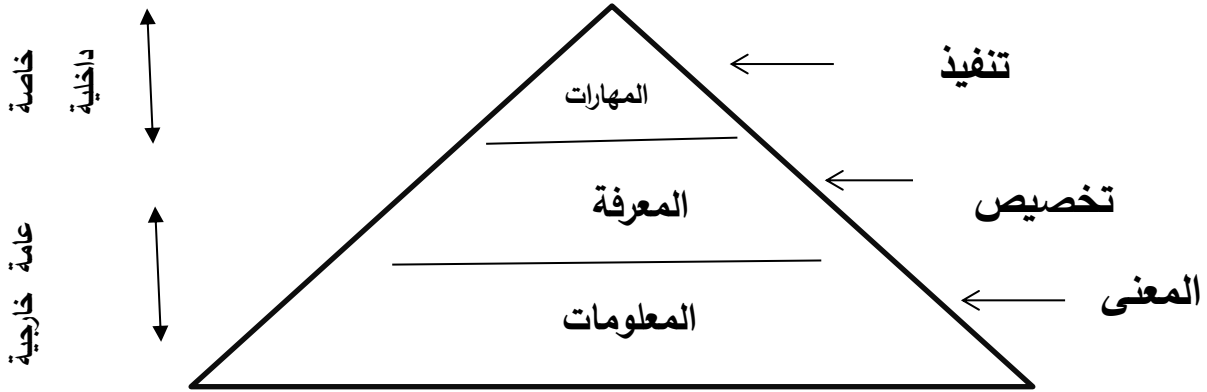 تنفيذ
المهارات
خاصة
داخلية
تخصيص
المعرفة
المعنى
المعلومات
عامة
خارجية